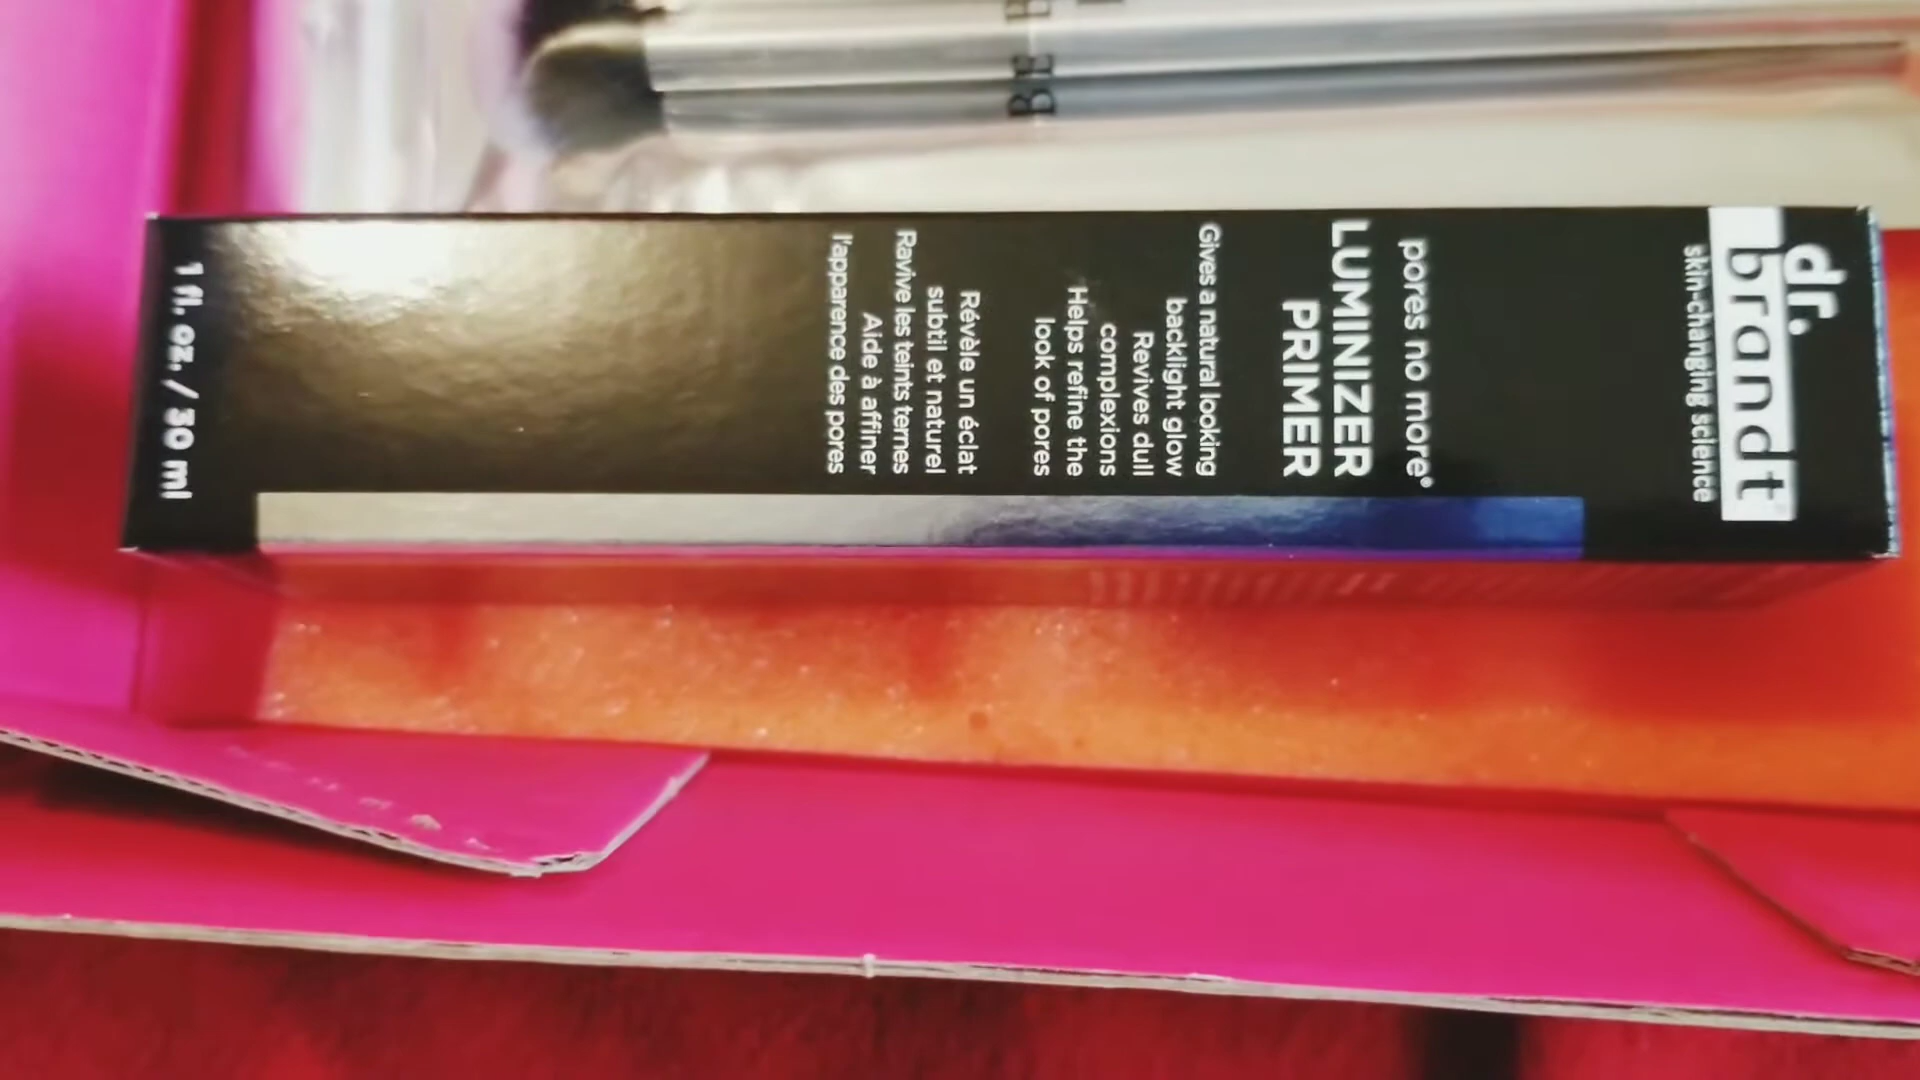 dr.
brandt
skin-changing science
pores no more®
LUMINIZER
PRIMER
Gives a natural looking
backlight glow
Revives dull
complexions
Helps refine the
look of pores
Révèle un éclat
subtil et naturel
Ravive les teints ternes
Aide à affiner
l'apparence des pores
1 fl. oz. / 30 ml
BE